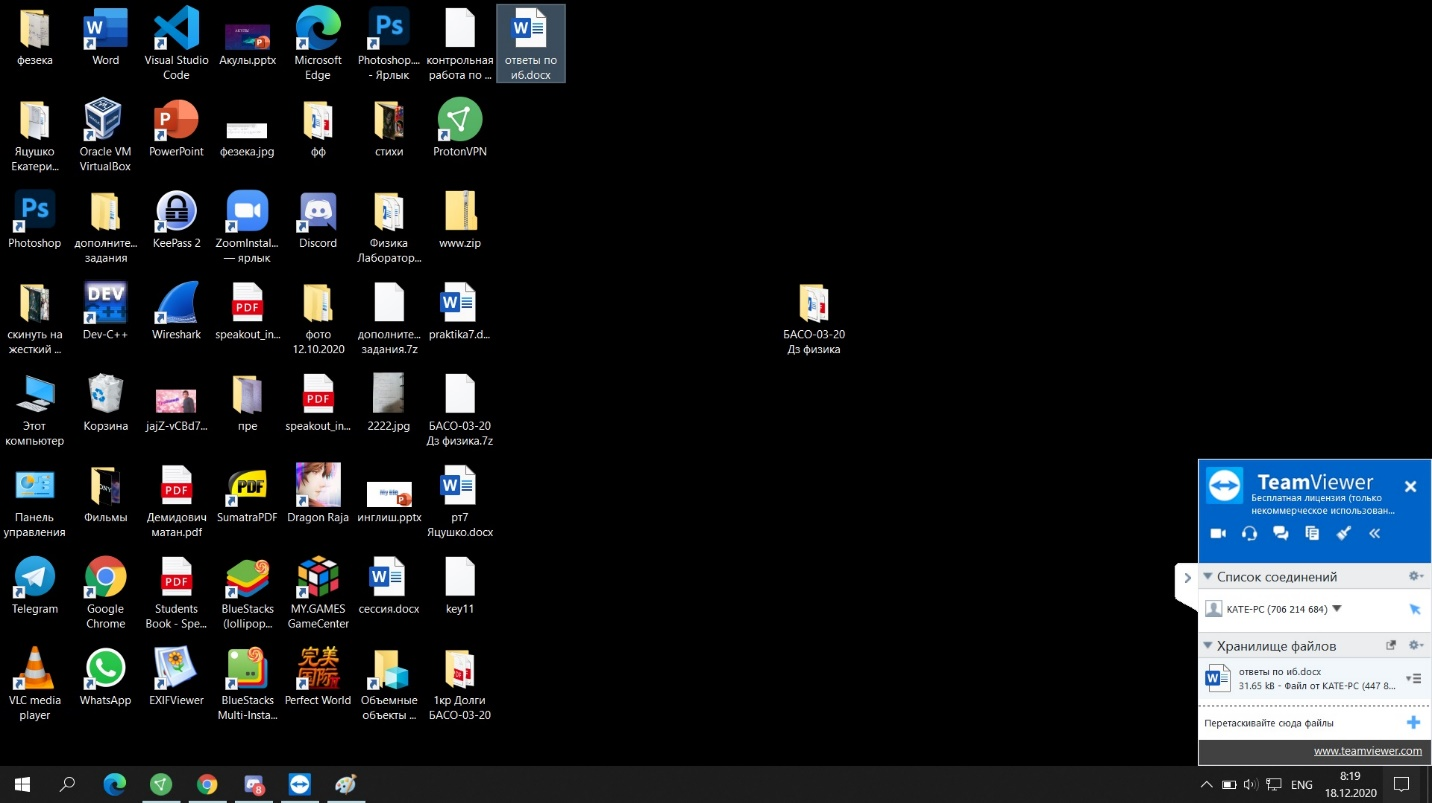 фезека
Word
Visual Studio
Code
Акулы.pptx
Microsoft
Edge
Photoshop....
- Ярлык
контрольная
работа по ...
ответы по
иб.docx
Яцушко
Екатери...
Oracle VM
VirtualBox
PowerPoint
фезека.jpg
фф
стихи
ProtonVPN
Photoshop
дополните...
задания
KeePass 2
ZoomInstal...
— ярлык
Discord
Физика
Лаборатор...
www.zip
скинуть на
жесткий ...
Dev-C++
Wireshark
speakout_in...
фото
12.10.2020
дополните...
задания.7z
praktika7.d...
БАСО-03-20
Дз физика
Этот
компьютер
Корзина
jajZ-vCBd7...
пре
speakout_in...
2222.jpg
БАСО-03-20
Дз физика.7z
Панель
управления
Фильмы
Демидович
матан.pdf
SumatraPDF
Dragon Raja
инглиш.pptx
рт7
Яцушко.docx
Telegram
Google
Chrome
Students
Book - Spe...
BlueStacks
(lollipop...
MY.GAMES
GameCenter
сессия.docx
key11
VLC media
player
WhatsApp
EXIFViewer
BlueStacks
Multi-Insta...
Perfect World
Объемные
объекты ...
1кр Долги
БАСО-03-20
TeamViewer
Бесплатная лицензия (только
некоммерческое использован...
Список соединений
KATE-PC (706 214 684)
Хранилище файлов
ответы по иб.docx
31.65 kB - Файл от KATE-PC (447 8...
Перетаскивайте сюда файлы
www.teamviewer.com
ENG
8:19
18.12.2020